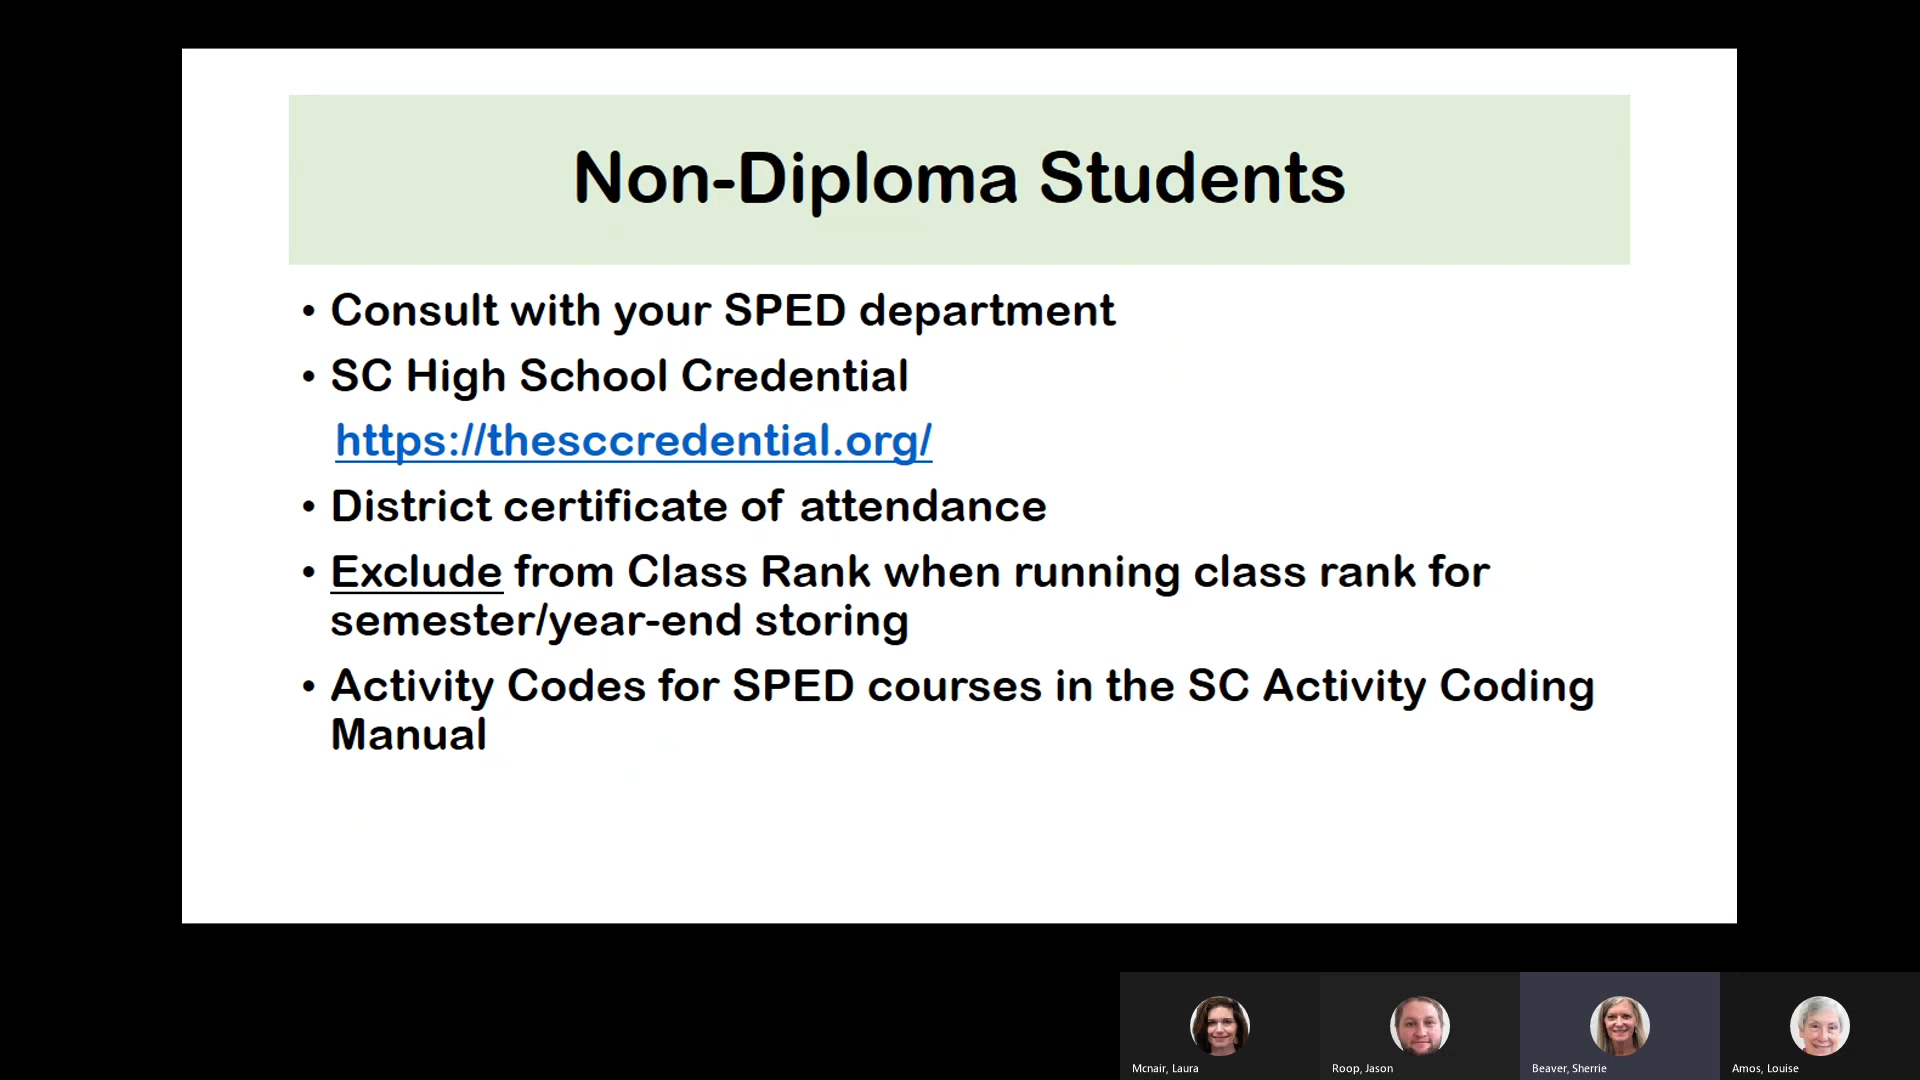 Non-Diploma Students
• Consult with your SPED department
• SC High School Credential
https://thesccredential.org/
• District certificate of attendance
• Exclude from Class Rank when running class rank for
semester/year-end storing
• Activity Codes for SPED courses in the SC Activity Coding
Manual
Mcnair, Laura
Roop, Jason
Beaver, Sherrie
Amos, Louise